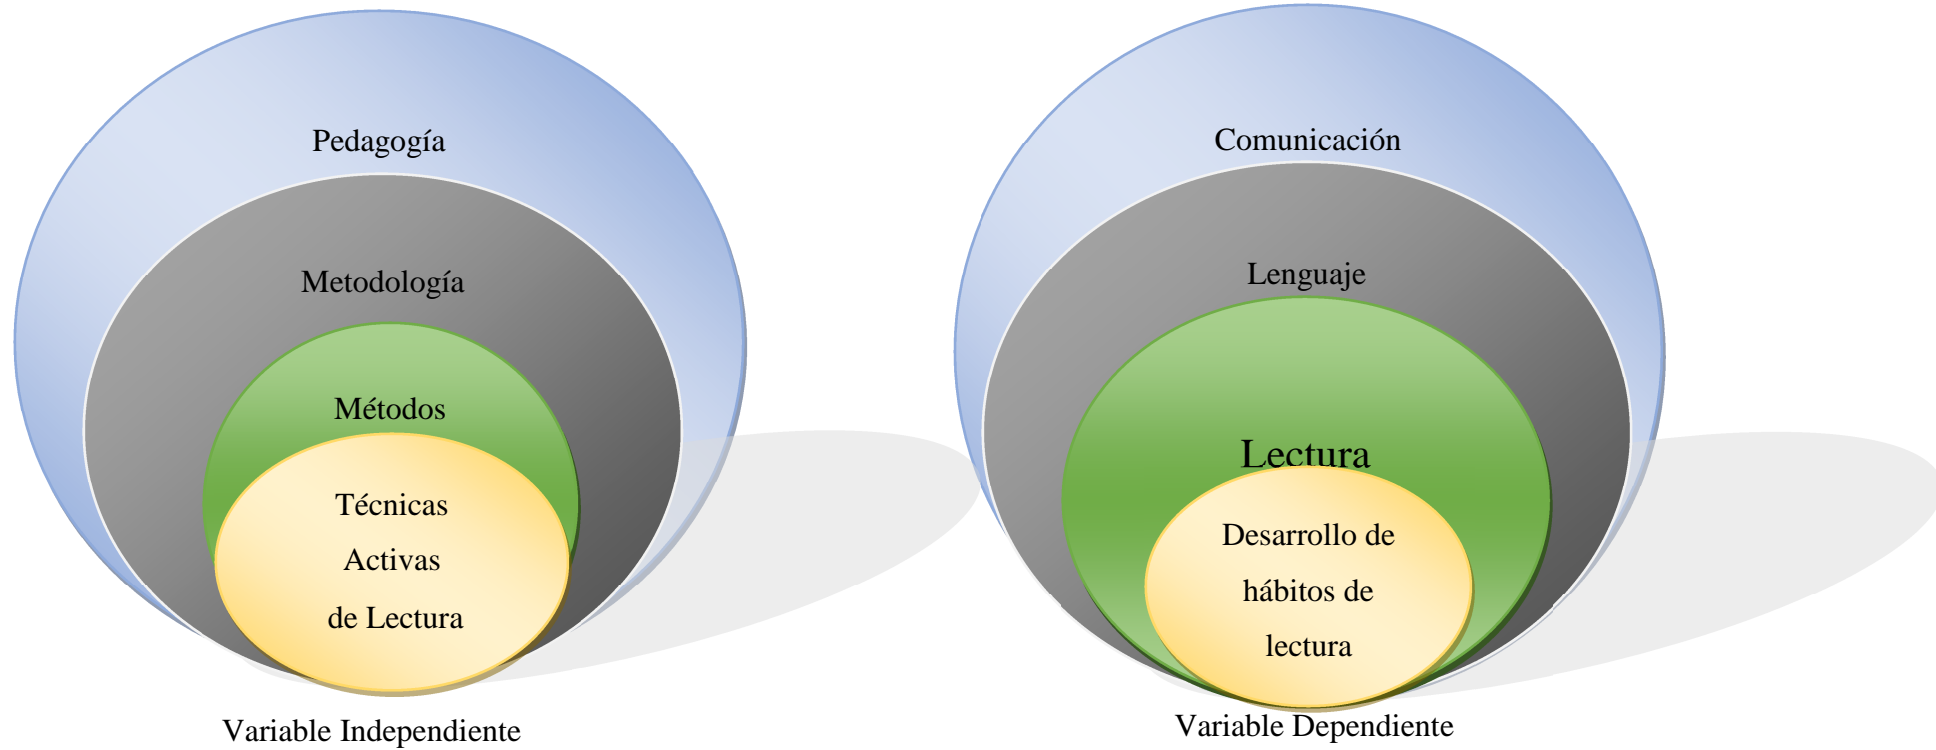 Pedagogía
Metodología
Métodos
Técnicas
Activas
de Lectura
Variable Independiente
Comunicación
Lenguaje
Lectura
Desarrollo de
hábitos de
lectura
Variable Dependiente